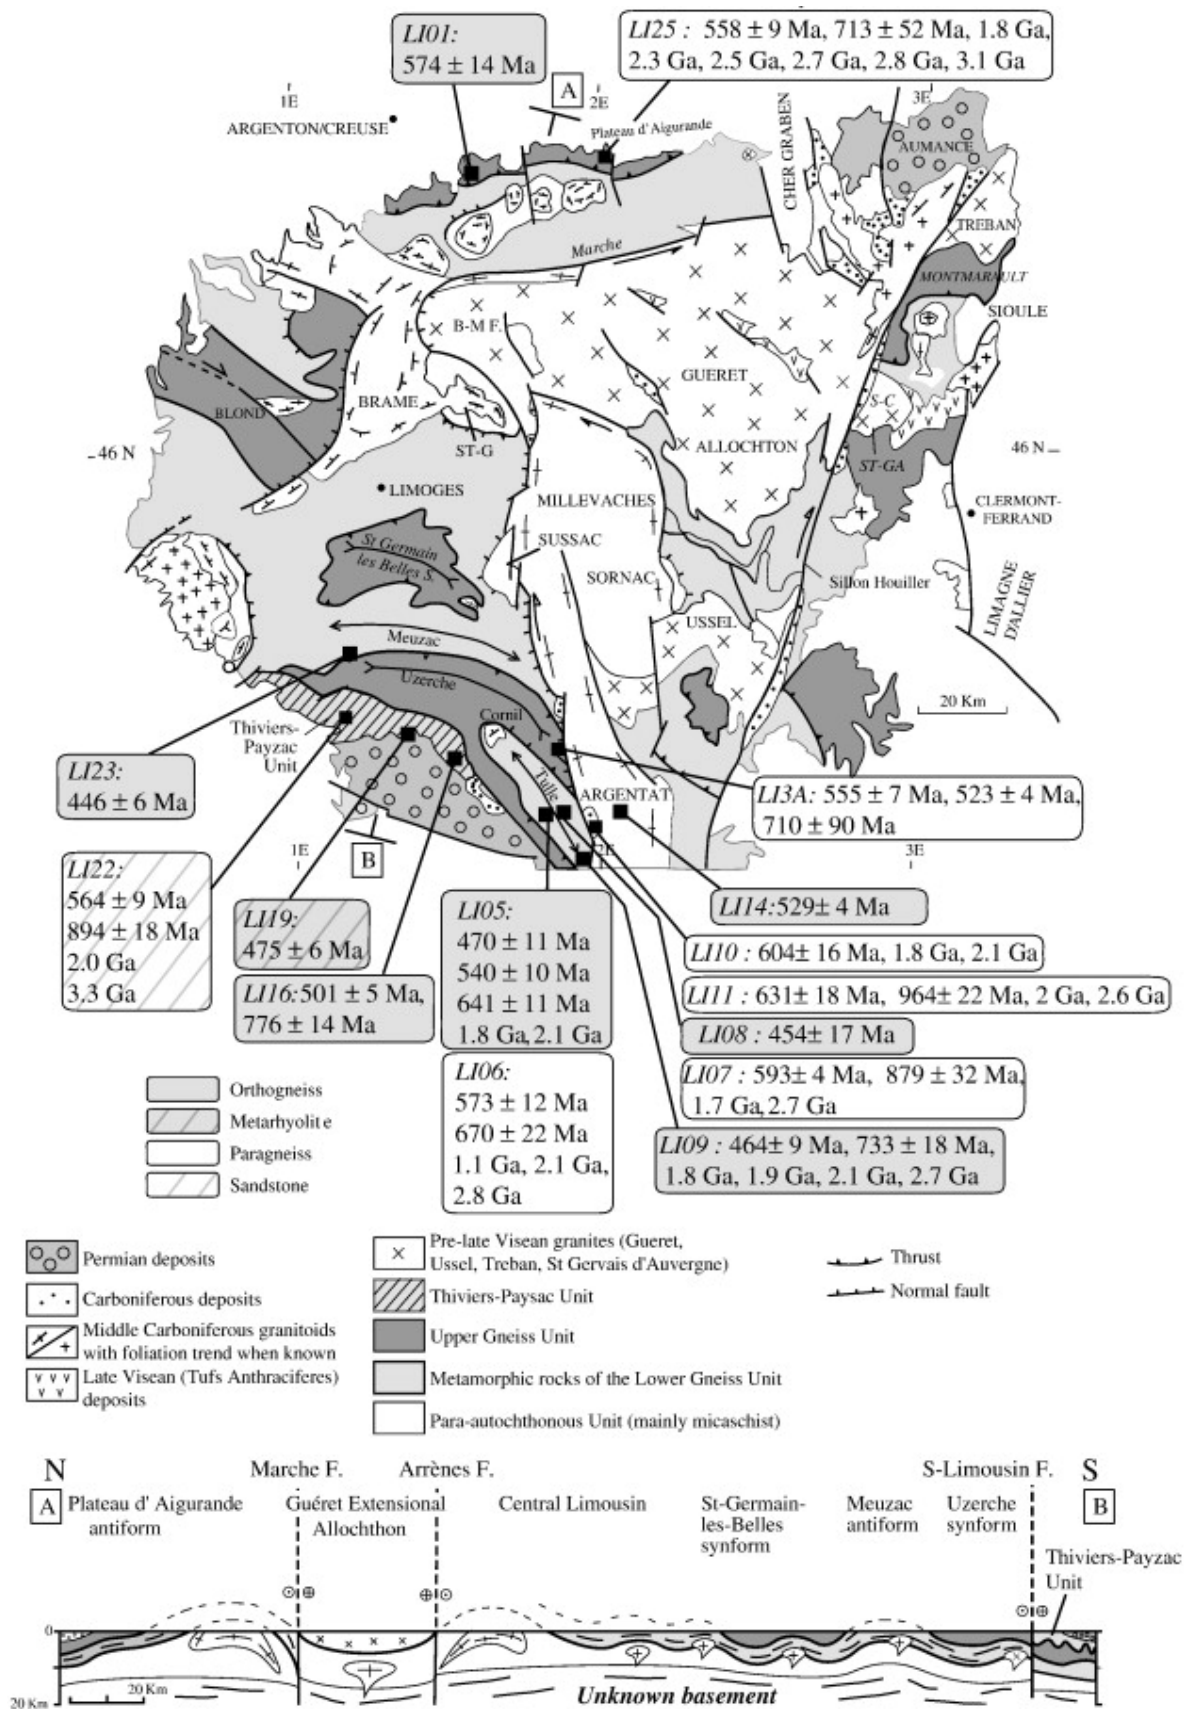 LI01:
574 ± 14 Ma
LI25 : 558 ± 9 Ma, 713 ± 52 Ma, 1.8 Ga,
2.3 Ga, 2.5 Ga, 2.7 Ga, 2.8 Ga, 3.1 Ga
1E
A
2E
3E
ARGENTON/CREUSE
Plateau d'Aigurande
CHER GRABEN
AUMANCE
TREBAN
Marche
MONTMARAULT
SIOULE
B-M F.
GUERET
BLOND
BRAME
S-C
ST-G
ALLOCHTON
ST-GA
46 N
46 N
LIMOGES
MILLEVACHES
CLERMONT-
FERRAND
St Germain
les Belles S.
SUSSAC
SORNAC
Sillon Houiller
LIMAGNE
D'ALLIER
USSEL
Meuzac
Uzerche
20 Km
Cornil
Thiviers-
Payzac
Unit
Tulle
ARGENTAT
LI23:
446 ± 6 Ma
LI3A: 555 ± 7 Ma, 523 ± 4 Ma,
710 ± 90 Ma
1E
B
2E
3E
LI22:
564 ± 9 Ma
894 ± 18 Ma
2.0 Ga
3.3 Ga
LI19:
475 ± 6 Ma
LI16:501 ± 5 Ma,
776 ± 14 Ma
LI05:
470 ± 11 Ma
540 ± 10 Ma
641 ± 11 Ma
1.8 Ga, 2.1 Ga
LI14:529± 4 Ma
LI10 : 604± 16 Ma, 1.8 Ga, 2.1 Ga
LI11 : 631± 18 Ma, 964± 22 Ma, 2 Ga, 2.6 Ga
LI08 : 454± 17 Ma
LI07 : 593± 4 Ma, 879 ± 32 Ma,
1.7 Ga, 2.7 Ga
LI06:
573 ± 12 Ma
670 ± 22 Ma
1.1 Ga, 2.1 Ga,
2.8 Ga
LI09 : 464± 9 Ma, 733 ± 18 Ma,
1.8 Ga, 1.9 Ga, 2.1 Ga, 2.7 Ga
Orthogneiss
Metarhyolite
Paragneiss
Sandstone
Permian deposits
Carboniferous deposits
Middle Carboniferous granitoids
with foliation trend when known
Late Visean (Tufs Anthraciferes)
deposits
Pre-late Visean granites (Gueret,
Ussel, Treban, St Gervais d'Auvergne)
Thiviers-Paysac Unit
Upper Gneiss Unit
Metamorphic rocks of the Lower Gneiss Unit
Para-autochthonous Unit (mainly micaschist)
Thrust
Normal fault
N
Marche F.
Arrènes F.
S-Limousin F.
S
A
Plateau d' Aigurande
antiform
Guéret Extensional
Allochthon
Central Limousin
St-Germain-
les-Belles
synform
Meuzac
antiform
Uzerche
synform
B
Thiviers-Payzac
Unit
0
20 Km
20 Km
Unknown basement